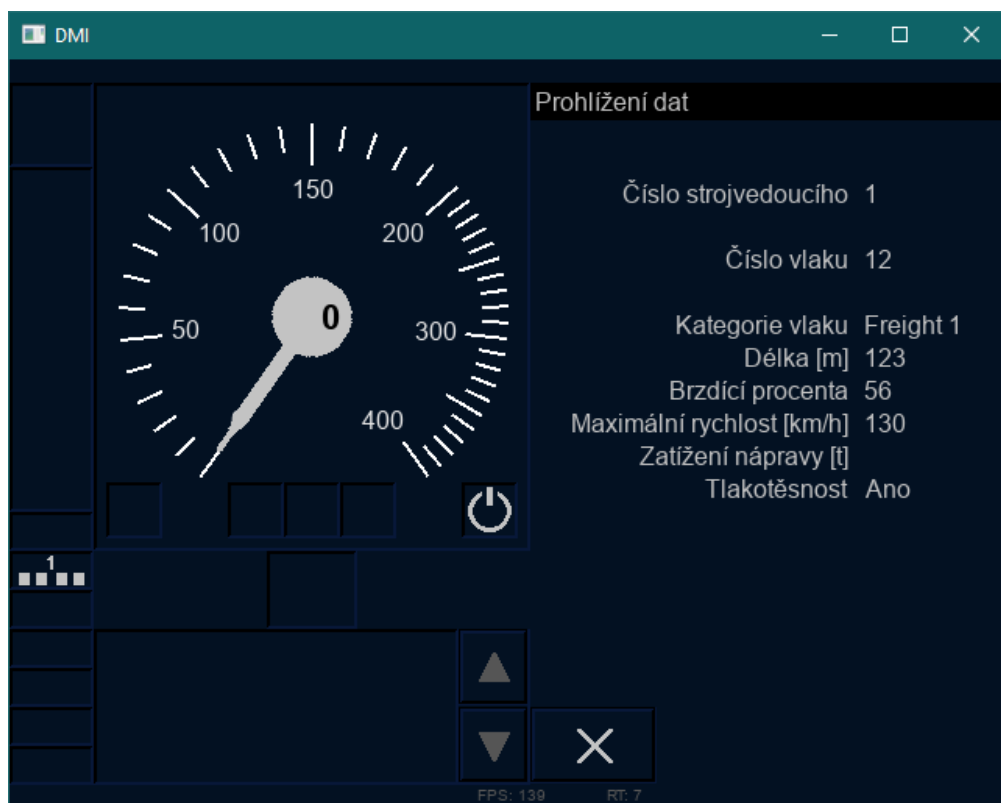 DMI
Prohlížení dat
150
100
200
50
0
300
400
Číslo strojvedoucího 1
Číslo vlaku 12
Kategorie vlaku Freight 1
Délka [m] 123
Brzdící procenta 56
Maximální rychlost [km/h] 130
Zatížení nápravy [t]
Tlakotěsnost Ano
1
FPS: 139 RT: 7